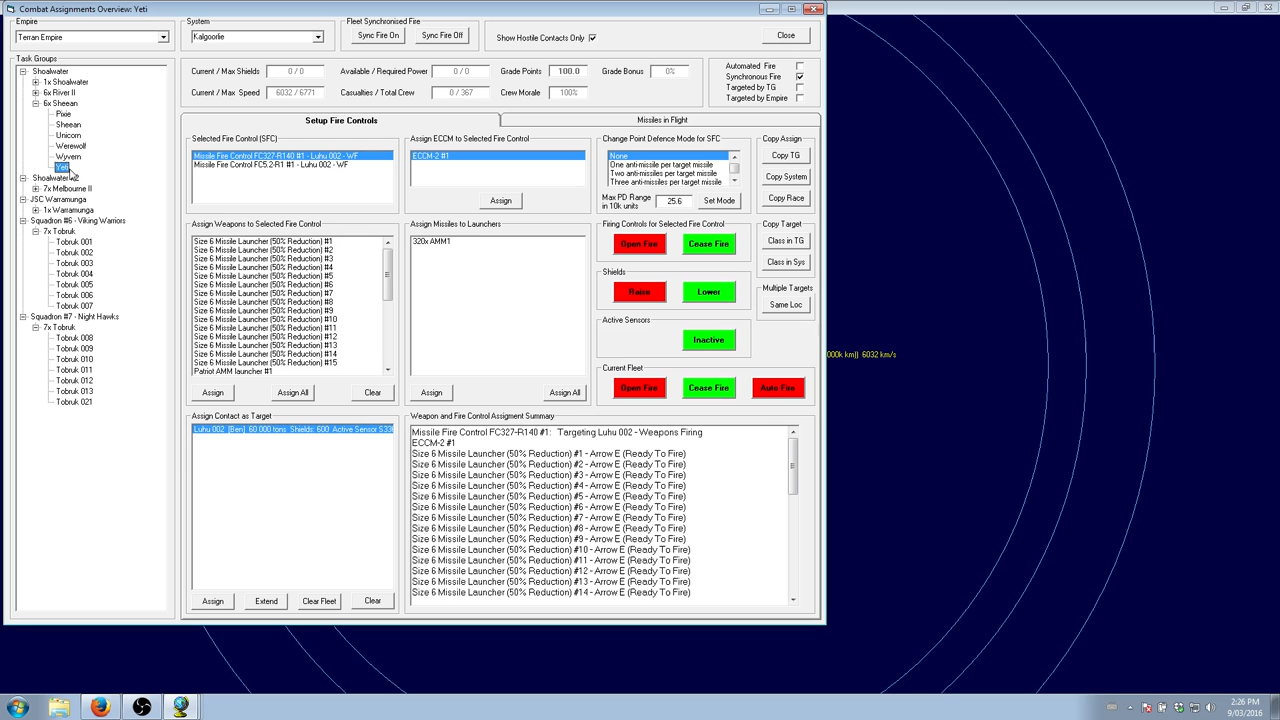 Combat Assignments Overview: Yeti
Empire
Terran Empire
System
Kalgoorlie
Fleet Synchronised Fire
Sync Fire On
Sync Fire Off
Show Hostile Contacts Only
Close
Task Groups
Shoalwater
1x Shoalwater
6x River II
6x Sheean
Pixie
Sheean
Unicorn
Werewolf
Wyvern
Yeti
Shoalwater #2
7x Melbourne II
JSC Warramunga
1x Warramunga
Squadron #6 - Viking Warriors
7x Tobruk
Tobruk 001
Tobruk 002
Tobruk 003
Tobruk 004
Tobruk 005
Tobruk 006
Tobruk 007
Squadron #7 - Night Hawks
7x Tobruk
Tobruk 008
Tobruk 009
Tobruk 010
Tobruk 011
Tobruk 012
Tobruk 013
Tobruk 021
Current / Max Shields
0 / 0
Available / Required Power
0 / 0
Grade Points
100.0
Grade Bonus
0%
Current / Max Speed
6032 / 6771
Casualties / Total Crew
0 / 367
Crew Morale
100%
Automated Fire
Synchronous Fire
Targeted by TG
Targeted by Empire
Setup Fire Controls
Missiles in Flight
Selected Fire Control (SFC)
Missile Fire Control FC327-R140 #1 - Luhu 002 - WF
Missile Fire Control FC5.2-R1 #1 - Luhu 002 - WF
Assign ECCM to Selected Fire Control
ECCM-2 #1
Assign
Change Point Defence Mode for SFC
None
One anti-missile per target missile
Two anti-missiles per target missile
Three anti-missiles per target missile
Max PD Range
in 10k units
25.6
Set Mode
Copy Assign
Copy TG
Copy System
Copy Race
Assign Weapons to Selected Fire Control
Size 6 Missile Launcher (50% Reduction) #1
Size 6 Missile Launcher (50% Reduction) #2
Size 6 Missile Launcher (50% Reduction) #3
Size 6 Missile Launcher (50% Reduction) #4
Size 6 Missile Launcher (50% Reduction) #5
Size 6 Missile Launcher (50% Reduction) #6
Size 6 Missile Launcher (50% Reduction) #7
Size 6 Missile Launcher (50% Reduction) #8
Size 6 Missile Launcher (50% Reduction) #9
Size 6 Missile Launcher (50% Reduction) #10
Size 6 Missile Launcher (50% Reduction) #11
Size 6 Missile Launcher (50% Reduction) #12
Size 6 Missile Launcher (50% Reduction) #13
Size 6 Missile Launcher (50% Reduction) #14
Size 6 Missile Launcher (50% Reduction) #15
Patriot AMM launcher #1
Assign
Assign All
Clear
Assign Missiles to Launchers
320x AMM1
Assign
Assign All
Firing Controls for Selected Fire Control
Open Fire
Cease Fire
Shields
Raise
Lower
Active Sensors
Inactive
Current Fleet
Open Fire
Cease Fire
Auto Fire
Copy Target
Class in TG
Class in Sys
Multiple Targets
Same Loc
Assign Contact as Target
Luhu 002 [Ben] 60 000 tons Shields: 600 Active Sensor
Assign
Extend
Clear Fleet
Clear
Weapon and Fire Control Assigment Summary
Missile Fire Control FC327-R140 #1: Targeting Luhu 002 - Weapons Firing
ECCM-2 #1
Size 6 Missile Launcher (50% Reduction) #1 - Arrow E (Ready To Fire)
Size 6 Missile Launcher (50% Reduction) #2 - Arrow E (Ready To Fire)
Size 6 Missile Launcher (50% Reduction) #3 - Arrow E (Ready To Fire)
Size 6 Missile Launcher (50% Reduction) #4 - Arrow E (Ready To Fire)
Size 6 Missile Launcher (50% Reduction) #5 - Arrow E (Ready To Fire)
Size 6 Missile Launcher (50% Reduction) #6 - Arrow E (Ready To Fire)
Size 6 Missile Launcher (50% Reduction) #7 - Arrow E (Ready To Fire)
Size 6 Missile Launcher (50% Reduction) #8 - Arrow E (Ready To Fire)
Size 6 Missile Launcher (50% Reduction) #9 - Arrow E (Ready To Fire)
Size 6 Missile Launcher (50% Reduction) #10 - Arrow E (Ready To Fire)
Size 6 Missile Launcher (50% Reduction) #11 - Arrow E (Ready To Fire)
Size 6 Missile Launcher (50% Reduction) #12 - Arrow E (Ready To Fire)
Size 6 Missile Launcher (50% Reduction) #13 - Arrow E (Ready To Fire)
Size 6 Missile Launcher (50% Reduction) #14 - Arrow E (Ready To Fire)
000k km)) 6032 km/s
2:26 PM
9/03/2016